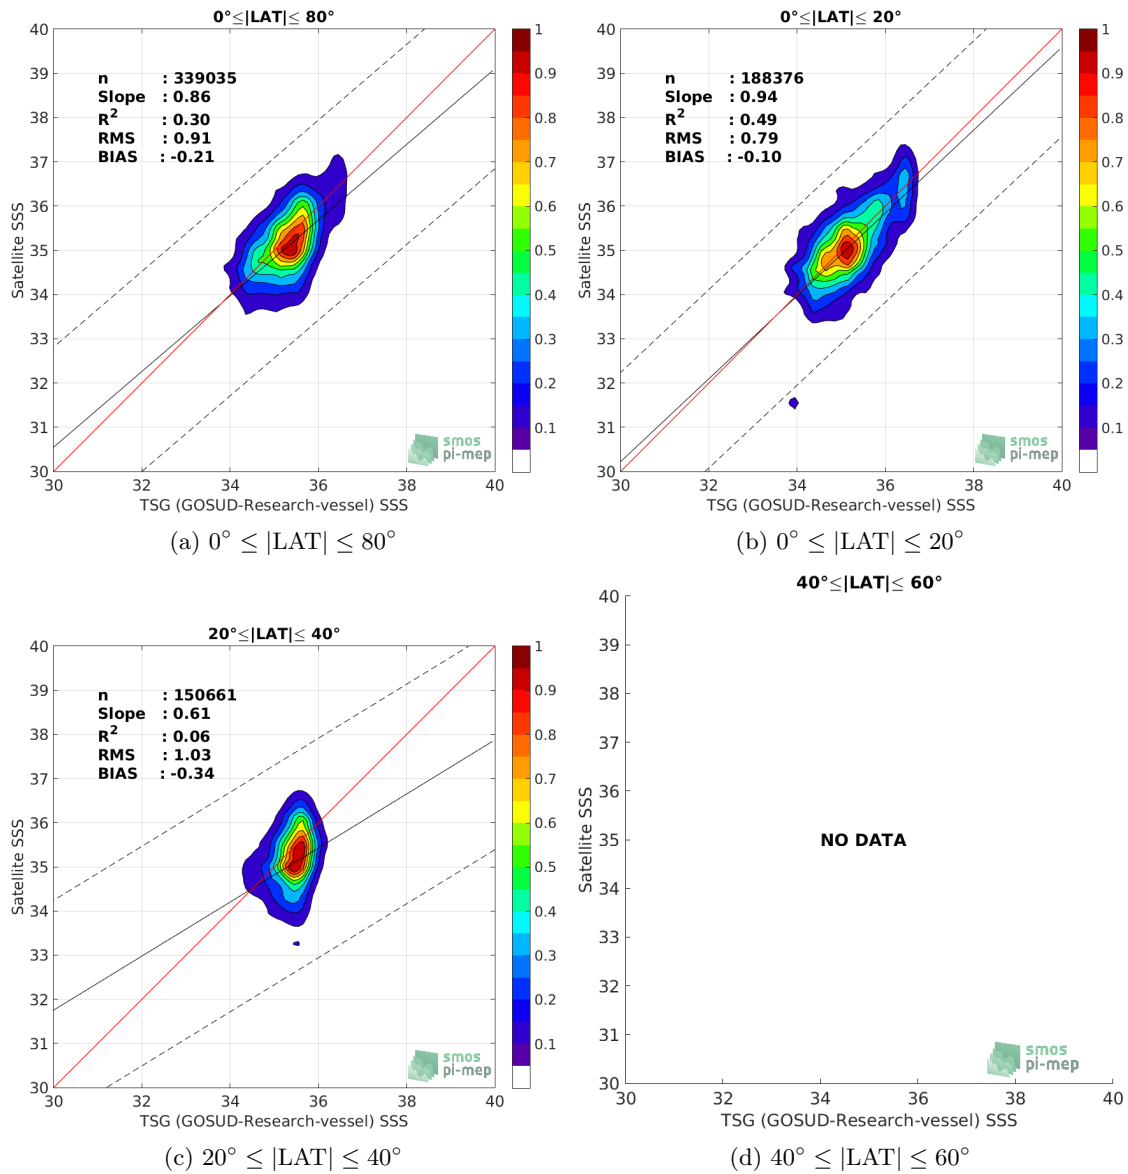 0°≤|LAT|≤ 80°
40
39
38
37
36
35
34
33
32
31
30
Satellite SSS
n : 339035
Slope : 0.86
R2 : 0.30
RMS : 0.91
BIAS : -0.21
smos
pi-mep
30 32 34 36 38 40
TSG (GOSUD-Research-vessel) SSS
1
0.9
0.8
0.7
0.6
0.5
0.4
0.3
0.2
0.1
(a) 0° ≤ |LAT| ≤ 80°
0°≤|LAT|≤ 20°
40
39
38
37
36
35
34
33
32
31
30
Satellite SSS
n : 188376
Slope : 0.94
R2 : 0.49
RMS : 0.79
BIAS : -0.10
smos
pi-mep
30 32 34 36 38 40
TSG (GOSUD-Research-vessel) SSS
1
0.9
0.8
0.7
0.6
0.5
0.4
0.3
0.2
0.1
(b) 0° ≤ |LAT| ≤ 20°
20°≤|LAT|≤ 40°
40
39
38
37
36
35
34
33
32
31
30
Satellite SSS
n : 150661
Slope : 0.61
R2 : 0.06
RMS : 1.03
BIAS : -0.34
smos
pi-mep
30 32 34 36 38 40
TSG (GOSUD-Research-vessel) SSS
1
0.9
0.8
0.7
0.6
0.5
0.4
0.3
0.2
0.1
(c) 20° ≤ |LAT| ≤ 40°
40°≤|LAT|≤ 60°
40
39
38
37
36
35
34
33
32
31
30
Satellite SSS
NO DATA
smos
pi-mep
30 32 34 36 38 40
TSG (GOSUD-Research-vessel) SSS
(d) 40° ≤ |LAT| ≤ 60°